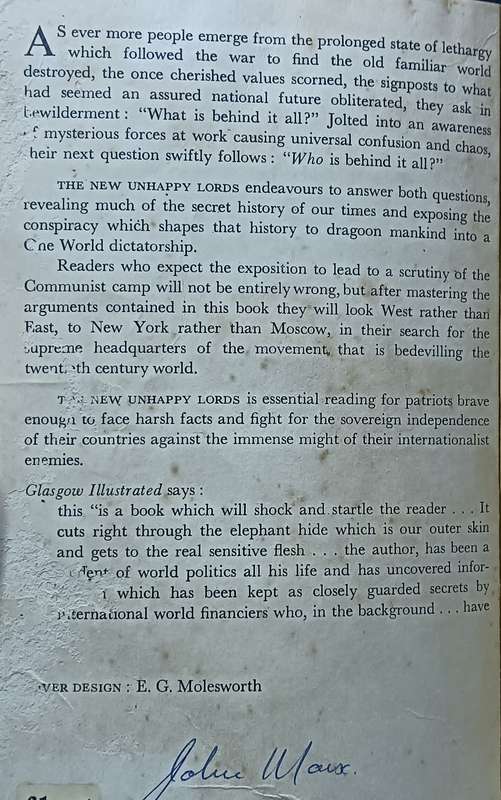 AS ever more people emerge from the prolonged state of lethargy
which followed the war to find the old familiar world
destroyed, the once cherished values scorned, the signposts to what
had seemed an assured national future obliterated, they ask in
bewilderment: "What is behind it all?" Jolted into an awareness
of mysterious forces at work causing universal confusion and chaos,
their next question swiftly follows: "Who is behind it all?"
THE NEW UNHAPPY LORDS endeavours to answer both questions,
revealing much of the secret history of our times and exposing the
conspiracy which shapes that history to dragoon mankind into a
One World dictatorship.
Readers who expect the exposition to lead to a scrutiny of the
Communist camp will not be entirely wrong, but after mastering the
arguments contained in this book they will look West rather than
East, to New York rather than Moscow, in their search for the
supreme headquarters of the movement that is bedevilling the
twentieth century world.
THE NEW UNHAPPY LORDS is essential reading for patriots brave
enough to face harsh facts and fight for the sovereign independence
of their countries against the immense might of their internationalist
enemies.
Glasgow Illustrated says:
this "is a book which will shock and startle the reader . . . It
cuts right through the elephant hide which is our outer skin
and gets to the real sensitive flesh . . . the author, has been a
student of world politics all his life and has uncovered infor-
which has been kept as closely guarded secrets by
international world financiers who, in the background . . . have
COVER DESIGN: E. G. Molesworth
John